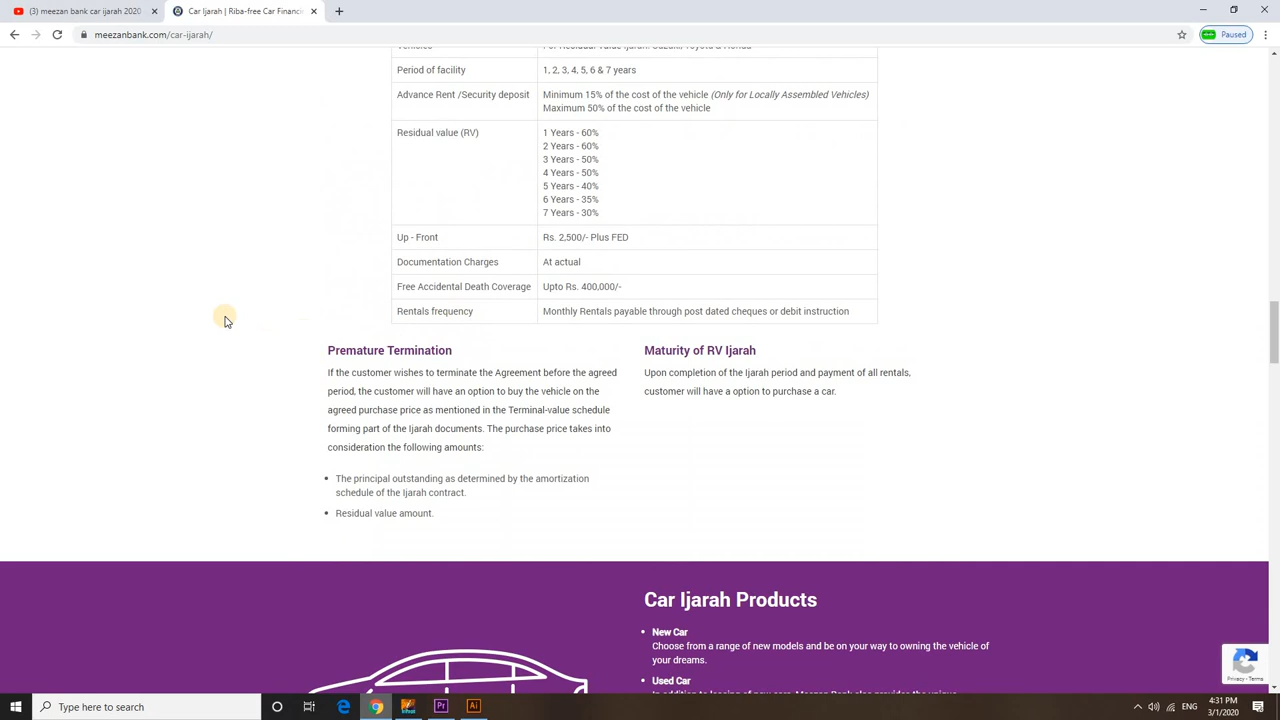 (3) meezan bank car ijarah 2020
Car Ijarah | Riba-free Car Financi
meezanbank.com/car-ijarah/
Paused
Period of facility
1, 2, 3, 4, 5, 6 & 7 years
Advance Rent /Security deposit
Minimum 15% of the cost of the vehicle (Only for Locally Assembled Vehicles)
Maximum 50% of the cost of the vehicle
Residual value (RV)
1 Years - 60%
2 Years - 60%
3 Years - 50%
4 Years - 50%
5 Years - 40%
6 Years - 35%
7 Years - 30%
Up - Front
Rs. 2,500/- Plus FED
Documentation Charges
At actual
Free Accidental Death Coverage
Upto Rs. 400,000/-
Rentals frequency
Monthly Rentals payable through post dated cheques or debit instruction
Premature Termination
If the customer wishes to terminate the Agreement before the agreed
period, the customer will have an option to buy the vehicle on the
agreed purchase price as mentioned in the Terminal-value schedule
forming part of the Ijarah documents. The purchase price takes into
consideration the following amounts:
The principal outstanding as determined by the amortization
schedule of the Ijarah contract.
Residual value amount.
Maturity of RV Ijarah
Upon completion of the Ijarah period and payment of all rentals,
customer will have a option to purchase a car.
Car Ijarah Products
New Car
Choose from a range of new models and be on your way to owning the vehicle of
your dreams.
Used Car
Privacy - Terms
Type here to search
Pr
Ai
4:31 PM
3/1/2020